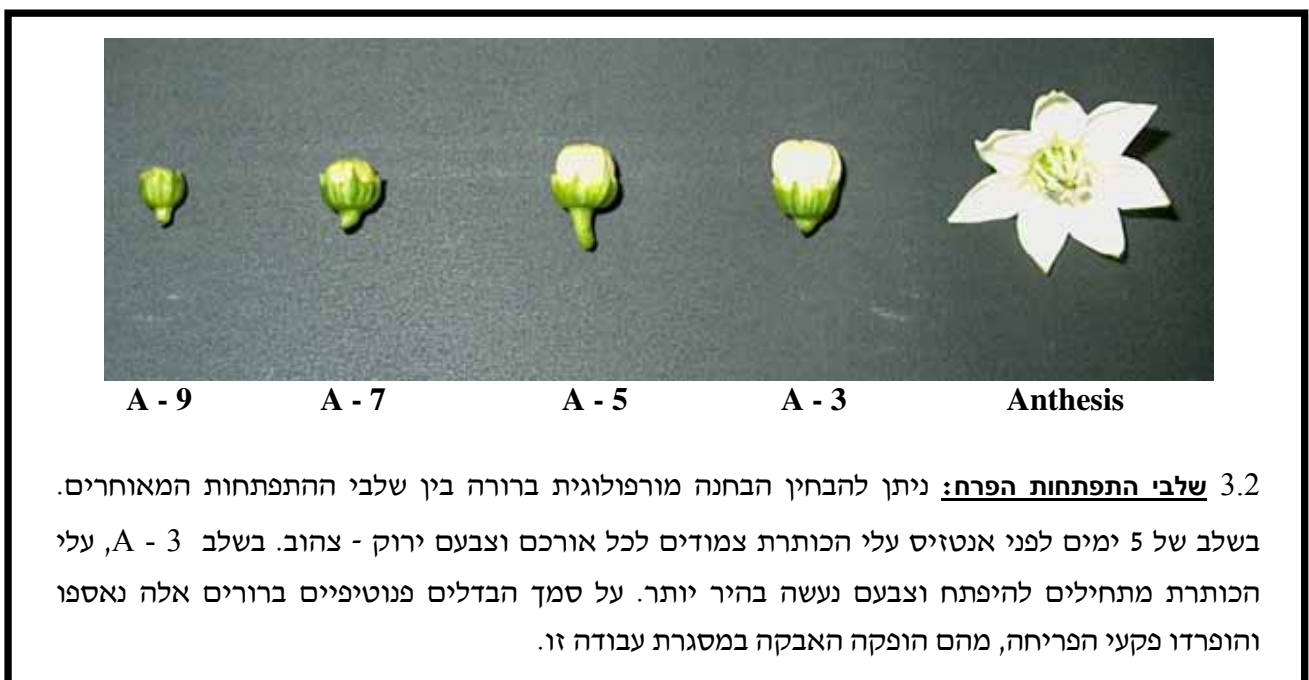 A - 9 A - 7 A - 5 A - 3 Anthesis
3.2 שלבי התפתחות הפרח: ניתן להבחין הבחנה מורפולוגית ברורה בין שלבי ההתפתחות המאוחרים.
בשלב של 5 ימים לפני אנטזיס עלי הכותרת צמודים לכל אורכם וצבעם ירוק - צהוב. בשלב A - 3, עלי
הכותרת מתחילים להיפתח וצבעם נעשה בהיר יותר. על סמך הבדלים פנוטיפיים ברורים אלה נאספו
והופרדו פקעי הפריחה, מהם הופקה האבקה במסגרת עבודה זו.